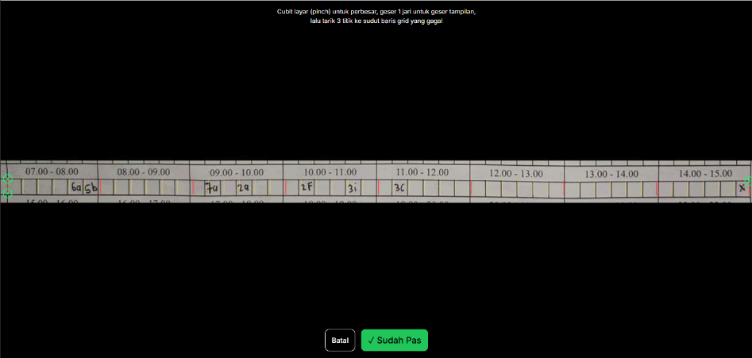 Cubit layar (pinch) untuk perbesar, geser 1 jari untuk geser tampilan,
lalu tarik 3 titik ke sudut baris grid yang gagal
07.00 - 08.00 08.00 - 09.00 09.00 - 10.00 10.00 - 11.00 11.00 - 12.00 12.00 - 13.00 13.00 - 14.00 14.00 - 15.00
6a 5b 7a 2a 2F 3i 3C X
Batal ✓ Sudah Pas